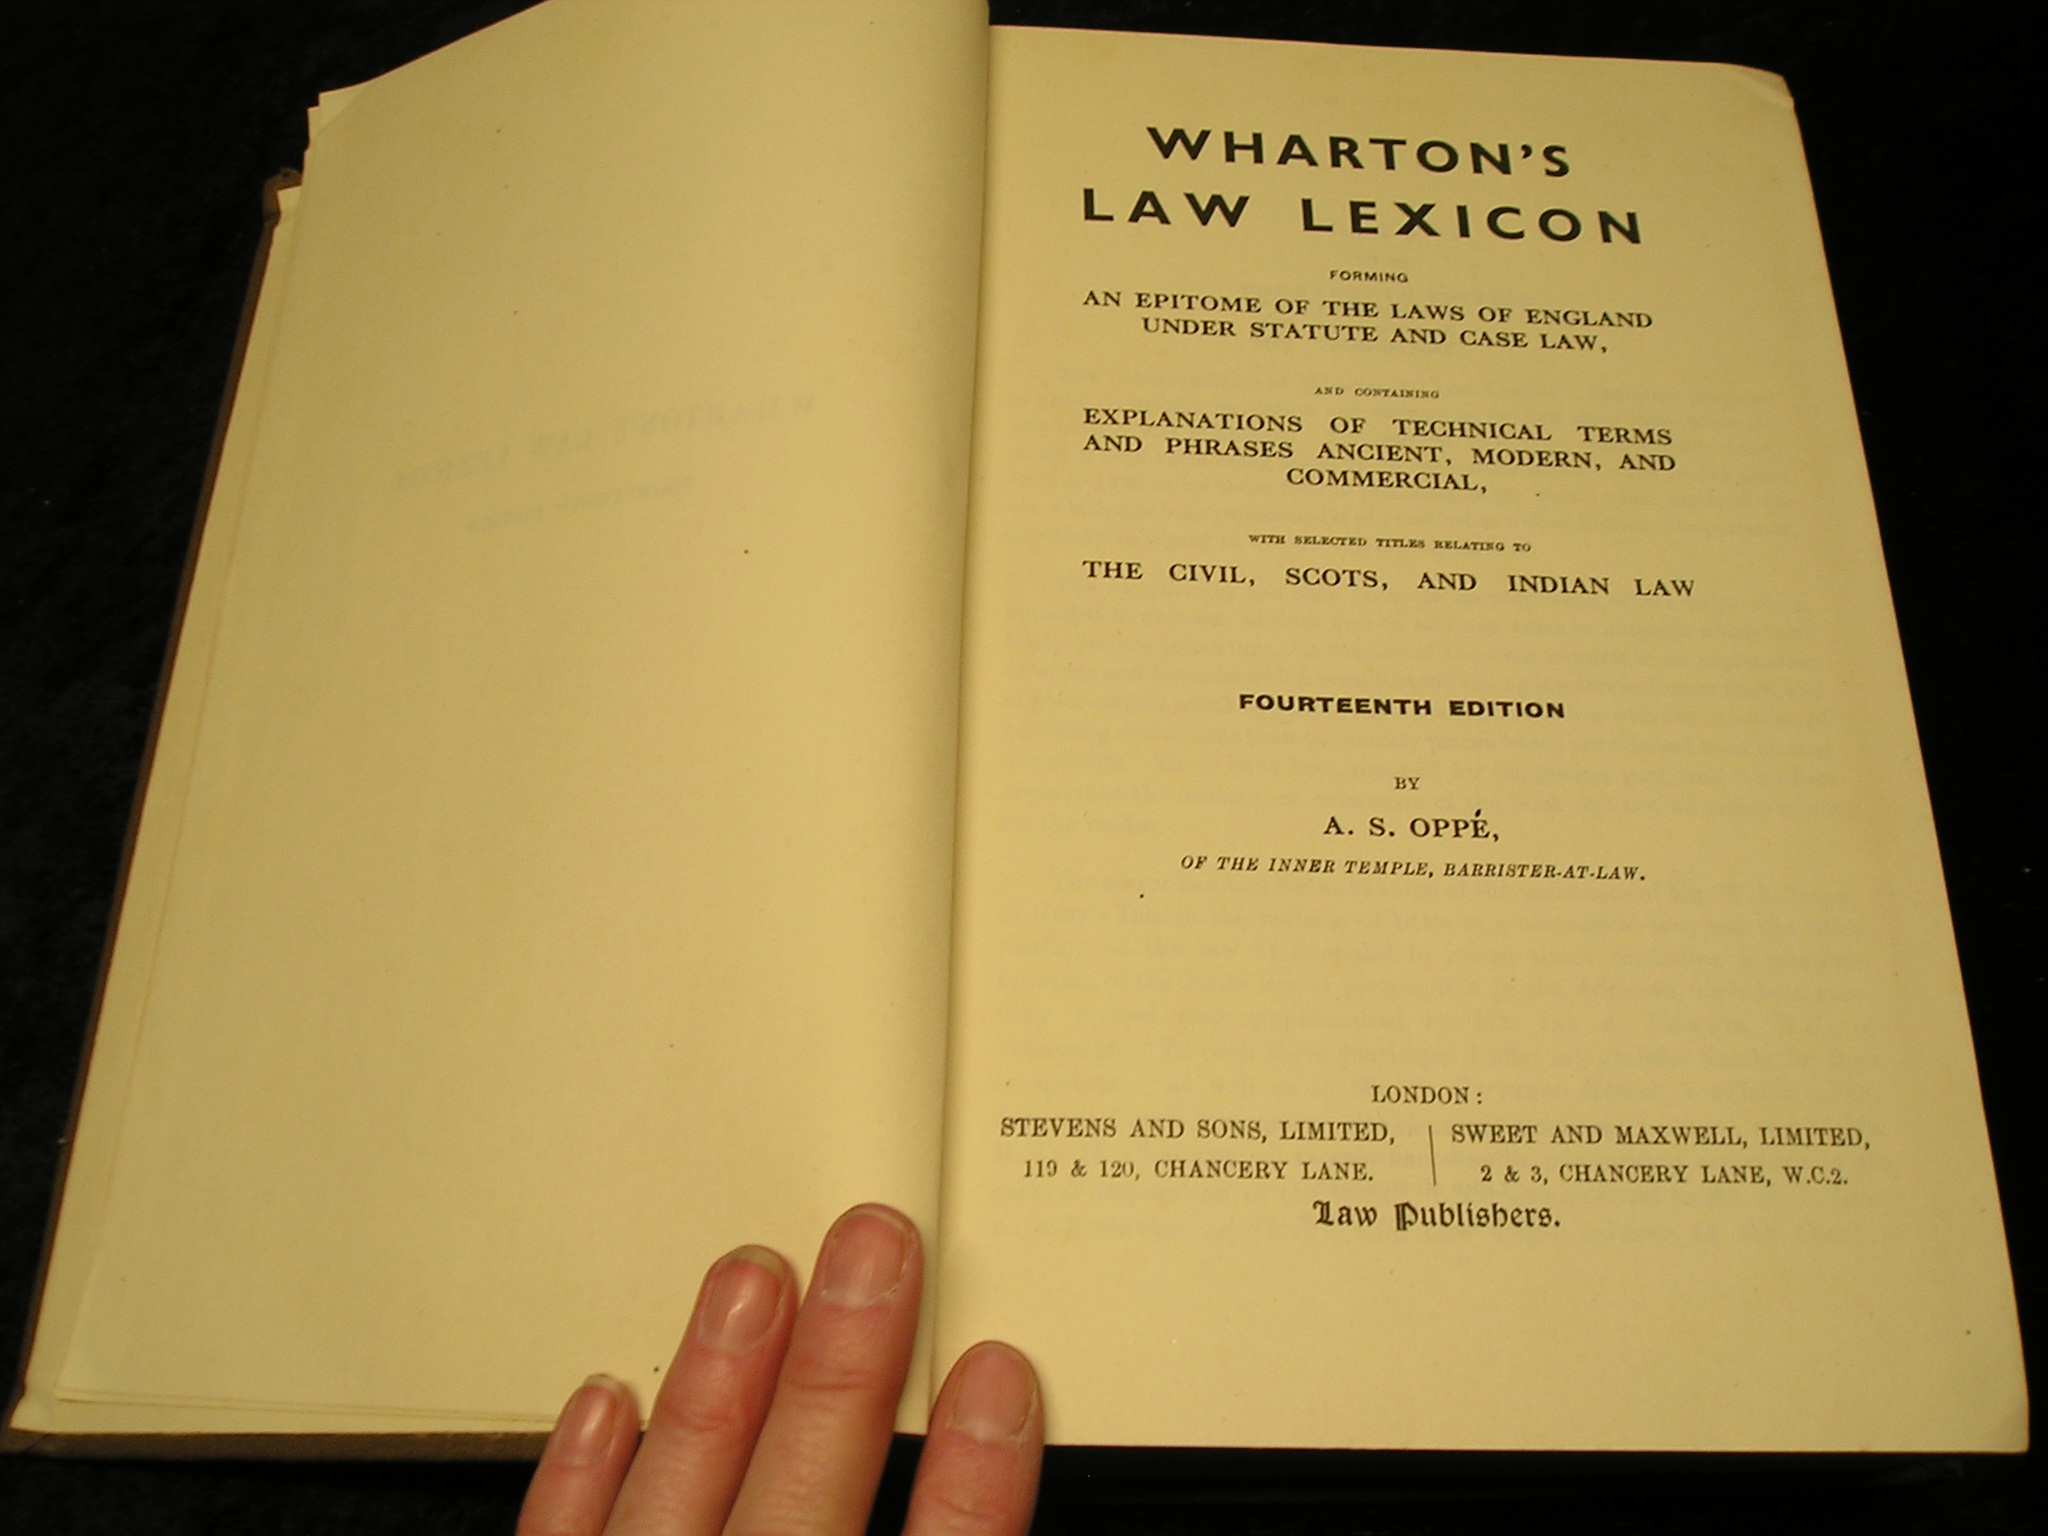 WHARTON'S
LAW LEXICON
FORMING
AN EPITOME OF THE LAWS OF ENGLAND
UNDER STATUTE AND CASE LAW,
AND CONTAINING
EXPLANATIONS OF TECHNICAL TERMS
AND PHRASES ANCIENT, MODERN, AND
COMMERCIAL,
WITH SELECTED TITLES RELATING TO
THE CIVIL, SCOTS, AND INDIAN LAW
FOURTEENTH EDITION
BY
A. S. OPPÉ,
OF THE INNER TEMPLE, BARRISTER-AT-LAW.
LONDON:
STEVENS AND SONS, LIMITED,
119 & 120, CHANCERY LANE.
SWEET AND MAXWELL, LIMITED,
2 & 3, CHANCERY LANE, W.C.2.
Law Publishers.